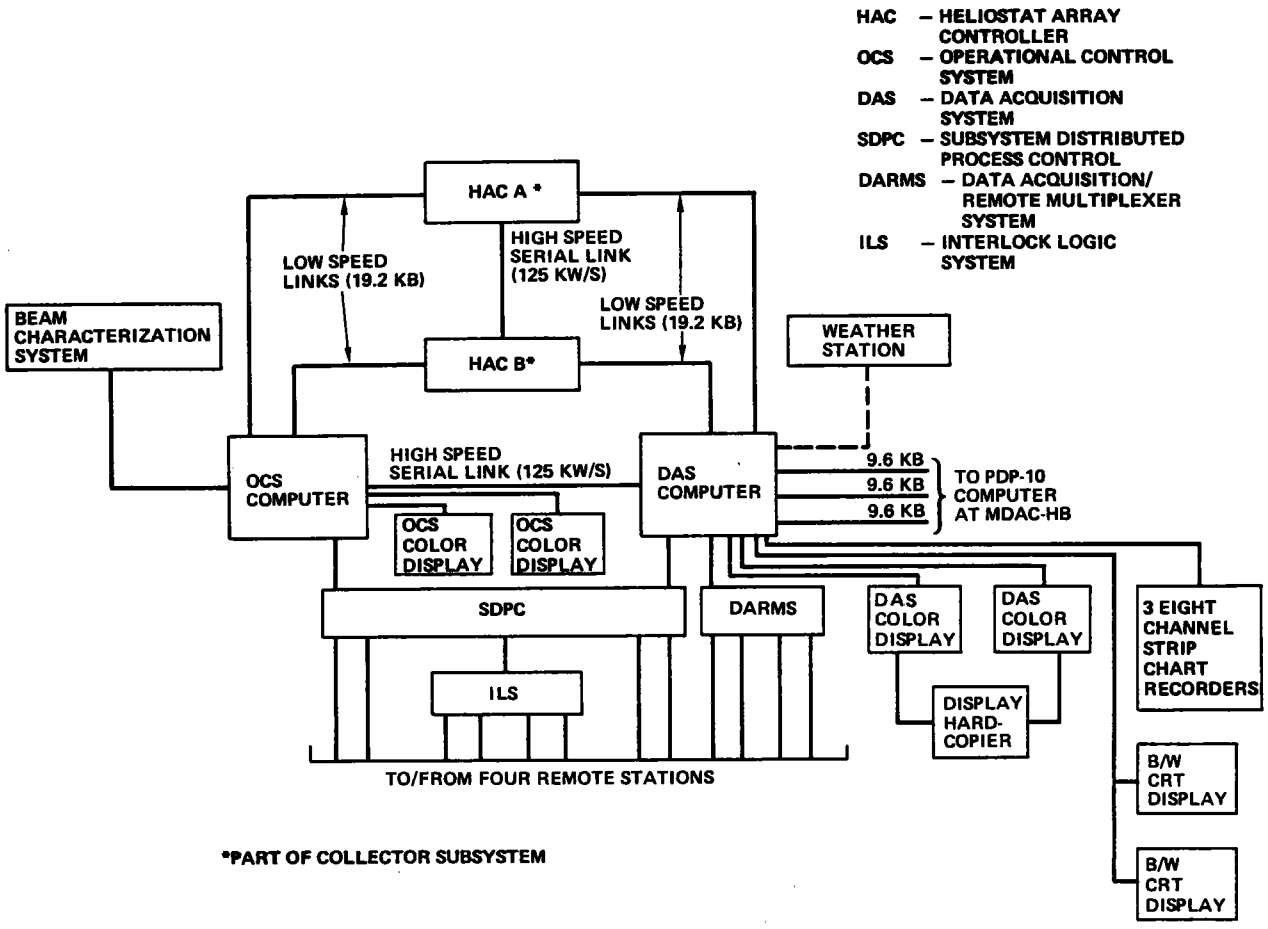 HAC – HELIOSTAT ARRAY
CONTROLLER
OCS – OPERATIONAL CONTROL
SYSTEM
DAS – DATA ACQUISITION
SYSTEM
SDPC – SUBSYSTEM DISTRIBUTED
PROCESS CONTROL
DARMS – DATA ACQUISITION/
REMOTE MULTIPLEXER
SYSTEM
ILS – INTERLOCK LOGIC
SYSTEM
HAC A *
HIGH SPEED
SERIAL LINK
(125 KW/S)
LOW SPEED
LINKS (19.2 KB)
LOW SPEED
LINKS (19.2 KB)
BEAM
CHARACTERIZATION
SYSTEM
HAC B*
WEATHER
STATION
OCS
COMPUTER
HIGH SPEED
SERIAL LINK (125 KW/S)
DAS
COMPUTER
9.6 KB
9.6 KB
9.6 KB
TO PDP-10
COMPUTER
AT MDAC-HB
OCS
COLOR
DISPLAY
OCS
COLOR
DISPLAY
SDPC
DARMS
DAS
COLOR
DISPLAY
DAS
COLOR
DISPLAY
3 EIGHT
CHANNEL
STRIP
CHART
RECORDERS
ILS
DISPLAY
HARD-
COPIER
TO/FROM FOUR REMOTE STATIONS
B/W
CRT
DISPLAY
B/W
CRT
DISPLAY
*PART OF COLLECTOR SUBSYSTEM